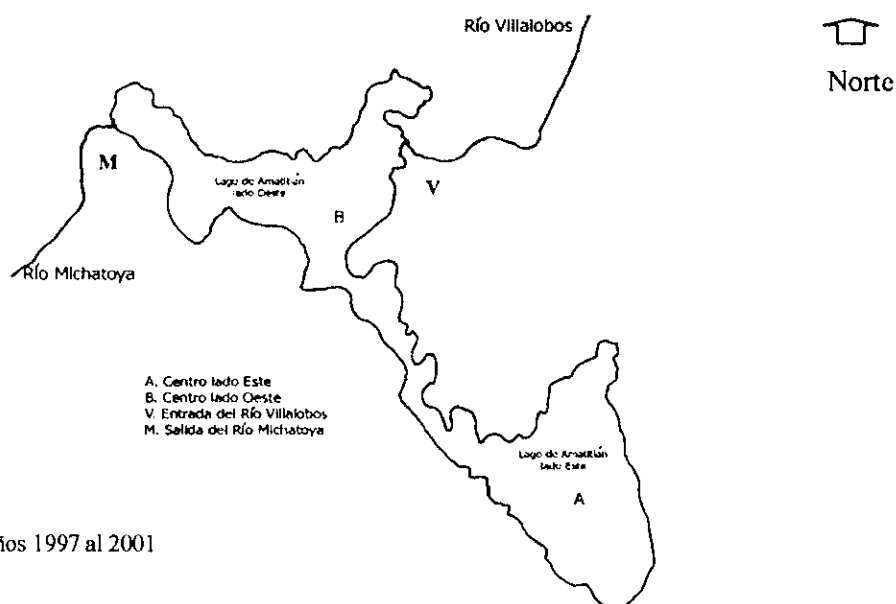 Río Villalobos
Norte
M
Lago de Amatitlán
lado Oeste
V
B
Río Michatoya
A. Centro lado Este
B. Centro lado Oeste
V. Entrada del Río Villalobos
M. Salida del Río Michatoya
Lago de Amatitlán
lado Este
A
ños 1997 al 2001